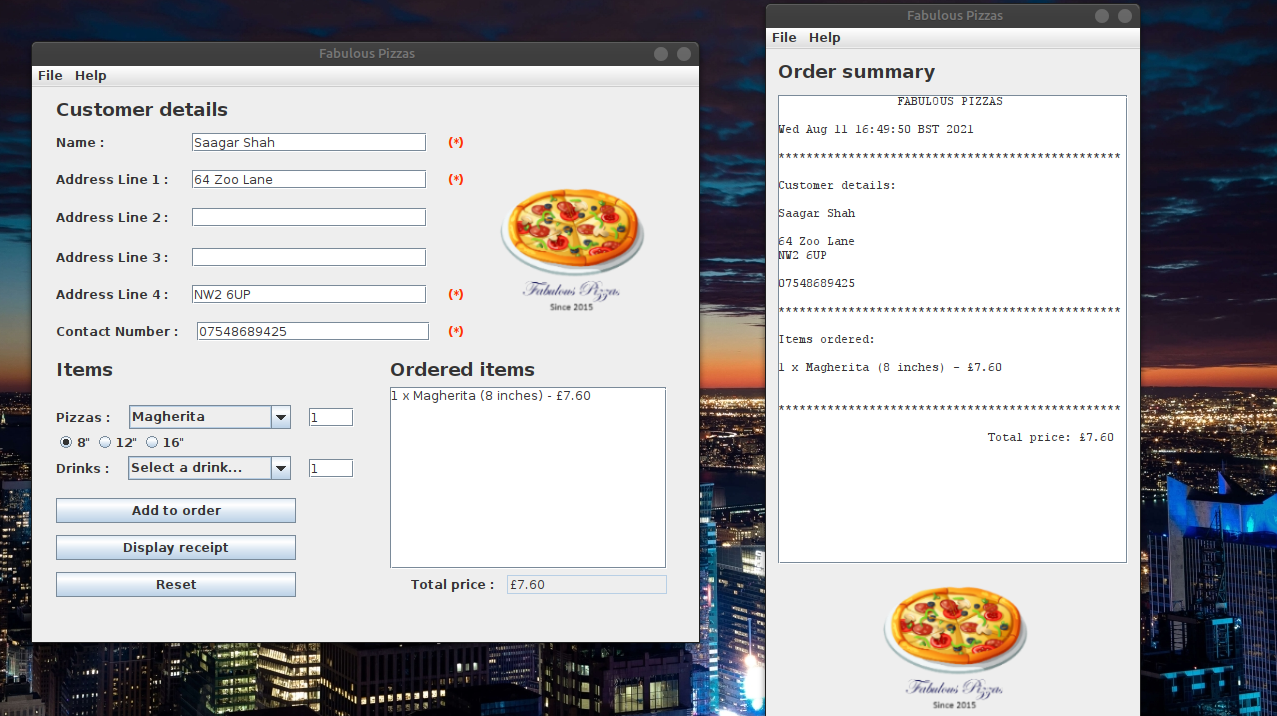 Fabulous Pizzas
File Help
Customer details
Name : Saagar Shah (*)
Address Line 1 : 64 Zoo Lane (*)
Address Line 2 :
Address Line 3 :
Address Line 4 : NW2 6UP (*)
Contact Number : 07548689425 (*)
Fabulous Pizzas
Since 2015
Items
Pizzas : Magherita 1
8" 12" 16"
Drinks : Select a drink... 1
Add to order
Display receipt
Reset
Ordered items
1 x Magherita (8 inches) - £7.60
Total price : £7.60
Fabulous Pizzas
File Help
Order summary
FABULOUS PIZZAS
Wed Aug 11 16:49:50 BST 2021
*************************************************
Customer details:
Saagar Shah
64 Zoo Lane
NW2 6UP
07548689425
*************************************************
Items ordered:
1 x Magherita (8 inches) - £7.60
*************************************************
Total price: £7.60
Fabulous Pizzas
Since 2015